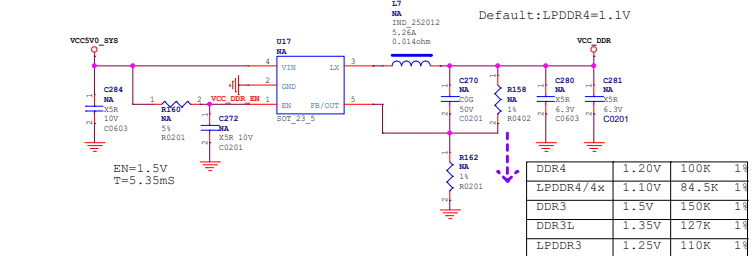 L7
NA
IND_252012
5.26A
0.014ohm
Default:LPDDR4=1.1V
VCC5V0_SYS
U17
NA
VCC_DDR
4 VIN LX 3
2 GND
1 EN FB/OUT 5
SOT_23_5
VCC_DDR_EN
C284
NA
X5R
10V
C0603
1 2
R160
NA
5%
R0201
C272
NA
X5R 10V
C0201
C270
NA
C0G
50V
C0201
R158
NA
1%
R0402
C280
NA
X5R
6.3V
C0603
C281
NA
X5R
6.3V
C0201
R162
NA
1%
R0201
EN=1.5V
T=5.35mS
DDR4 1.20V 100K 1%
LPDDR4/4x 1.10V 84.5K 1%
DDR3 1.5V 150K 1%
DDR3L 1.35V 127K 1%
LPDDR3 1.25V 110K 1%